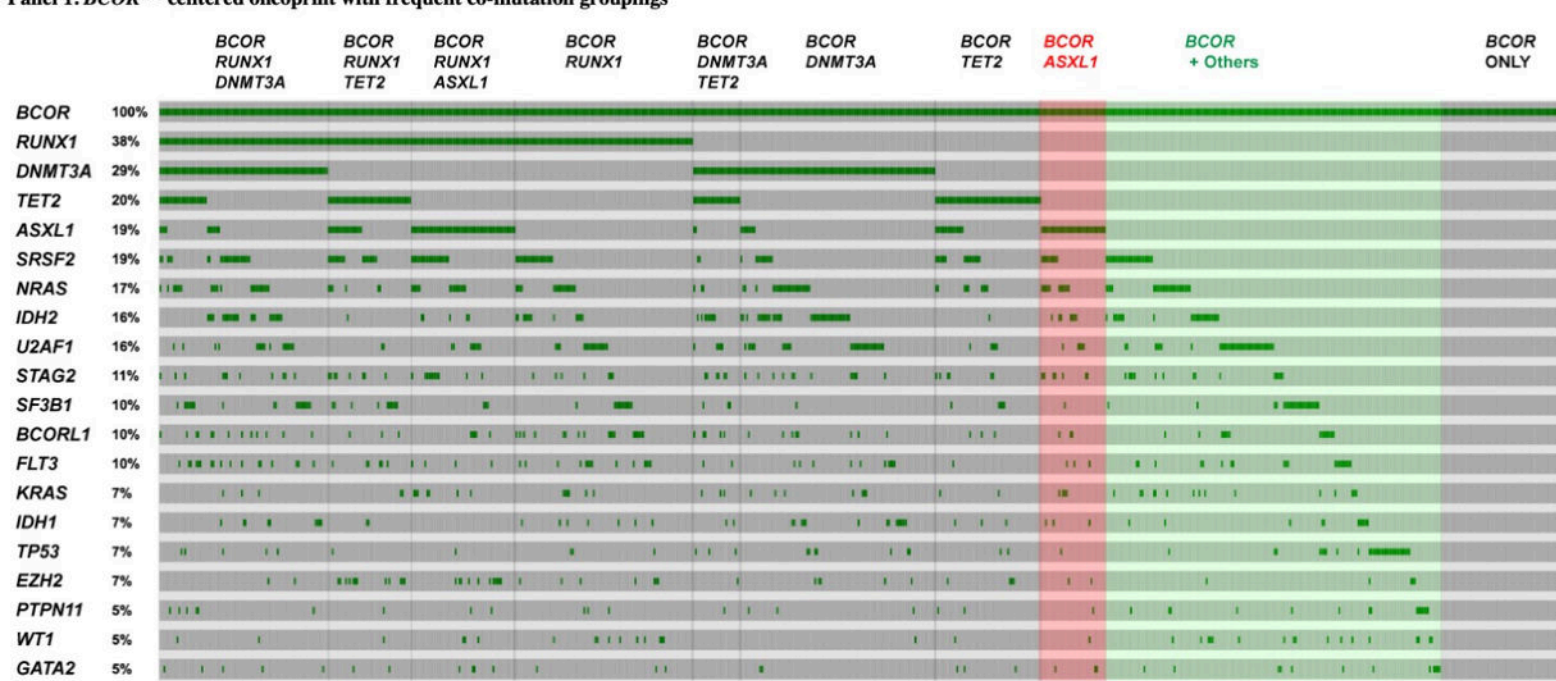 Panel 1. BCOR centered oncoprint with frequent co-mutation groupings
BCOR RUNX1 DNMT3A
BCOR RUNX1 TET2
BCOR RUNX1 ASXL1
BCOR RUNX1
BCOR DNMT3A TET2
BCOR DNMT3A
BCOR TET2
BCOR ASXL1
BCOR + Others
BCOR ONLY
BCOR 100%
RUNX1 38%
DNMT3A 29%
TET2 20%
ASXL1 19%
SRSF2 19%
NRAS 17%
IDH2 16%
U2AF1 16%
STAG2 11%
SF3B1 10%
BCORL1 10%
FLT3 10%
KRAS 7%
IDH1 7%
TP53 7%
EZH2 7%
PTPN11 5%
WT1 5%
GATA2 5%